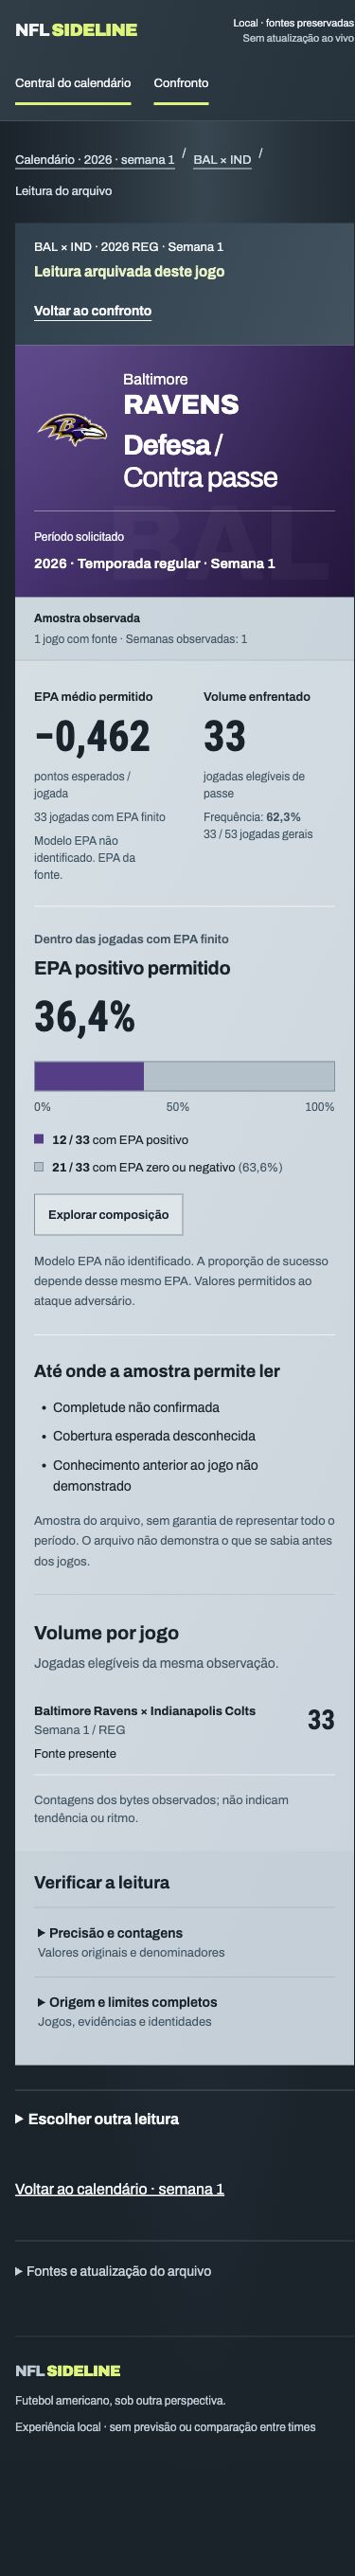 NFL SIDELINE
Local · fontes preservadas
Sem atualização ao vivo
Central do calendário
Confronto
Calendário · 2026 · semana 1 / BAL × IND /
Leitura do arquivo
BAL × IND · 2026 REG · Semana 1
Leitura arquivada deste jogo
Voltar ao confronto
Baltimore
RAVENS
Defesa /
Contra passe
BAL
Período solicitado
2026 · Temporada regular · Semana 1
Amostra observada
1 jogo com fonte · Semanas observadas: 1
EPA médio permitido
−0,462
pontos esperados /
jogada
33 jogadas com EPA finito
Modelo EPA não
identificado. EPA da
fonte.
Volume enfrentado
33
jogadas elegíveis de
passe
Frequência: 62,3%
33 / 53 jogadas gerais
Dentro das jogadas com EPA finito
EPA positivo permitido
36,4%
0% 50% 100%
12 / 33 com EPA positivo
21 / 33 com EPA zero ou negativo (63,6%)
Explorar composição
Modelo EPA não identificado. A proporção de sucesso
depende desse mesmo EPA. Valores permitidos ao
ataque adversário.
Até onde a amostra permite ler
• Completude não confirmada
• Cobertura esperada desconhecida
• Conhecimento anterior ao jogo não
demonstrado
Amostra do arquivo, sem garantia de representar todo o
período. O arquivo não demonstra o que se sabia antes
dos jogos.
Volume por jogo
Jogadas elegíveis da mesma observação.
Baltimore Ravens × Indianapolis Colts
33
Semana 1 / REG
Fonte presente
Contagens dos bytes observados; não indicam
tendência ou ritmo.
Verificar a leitura
▶ Precisão e contagens
Valores originais e denominadores
▶ Origem e limites completos
Jogos, evidências e identidades
▶ Escolher outra leitura
Voltar ao calendário · semana 1
▶ Fontes e atualização do arquivo
NFL SIDELINE
Futebol americano, sob outra perspectiva.
Experiência local · sem previsão ou comparação entre times